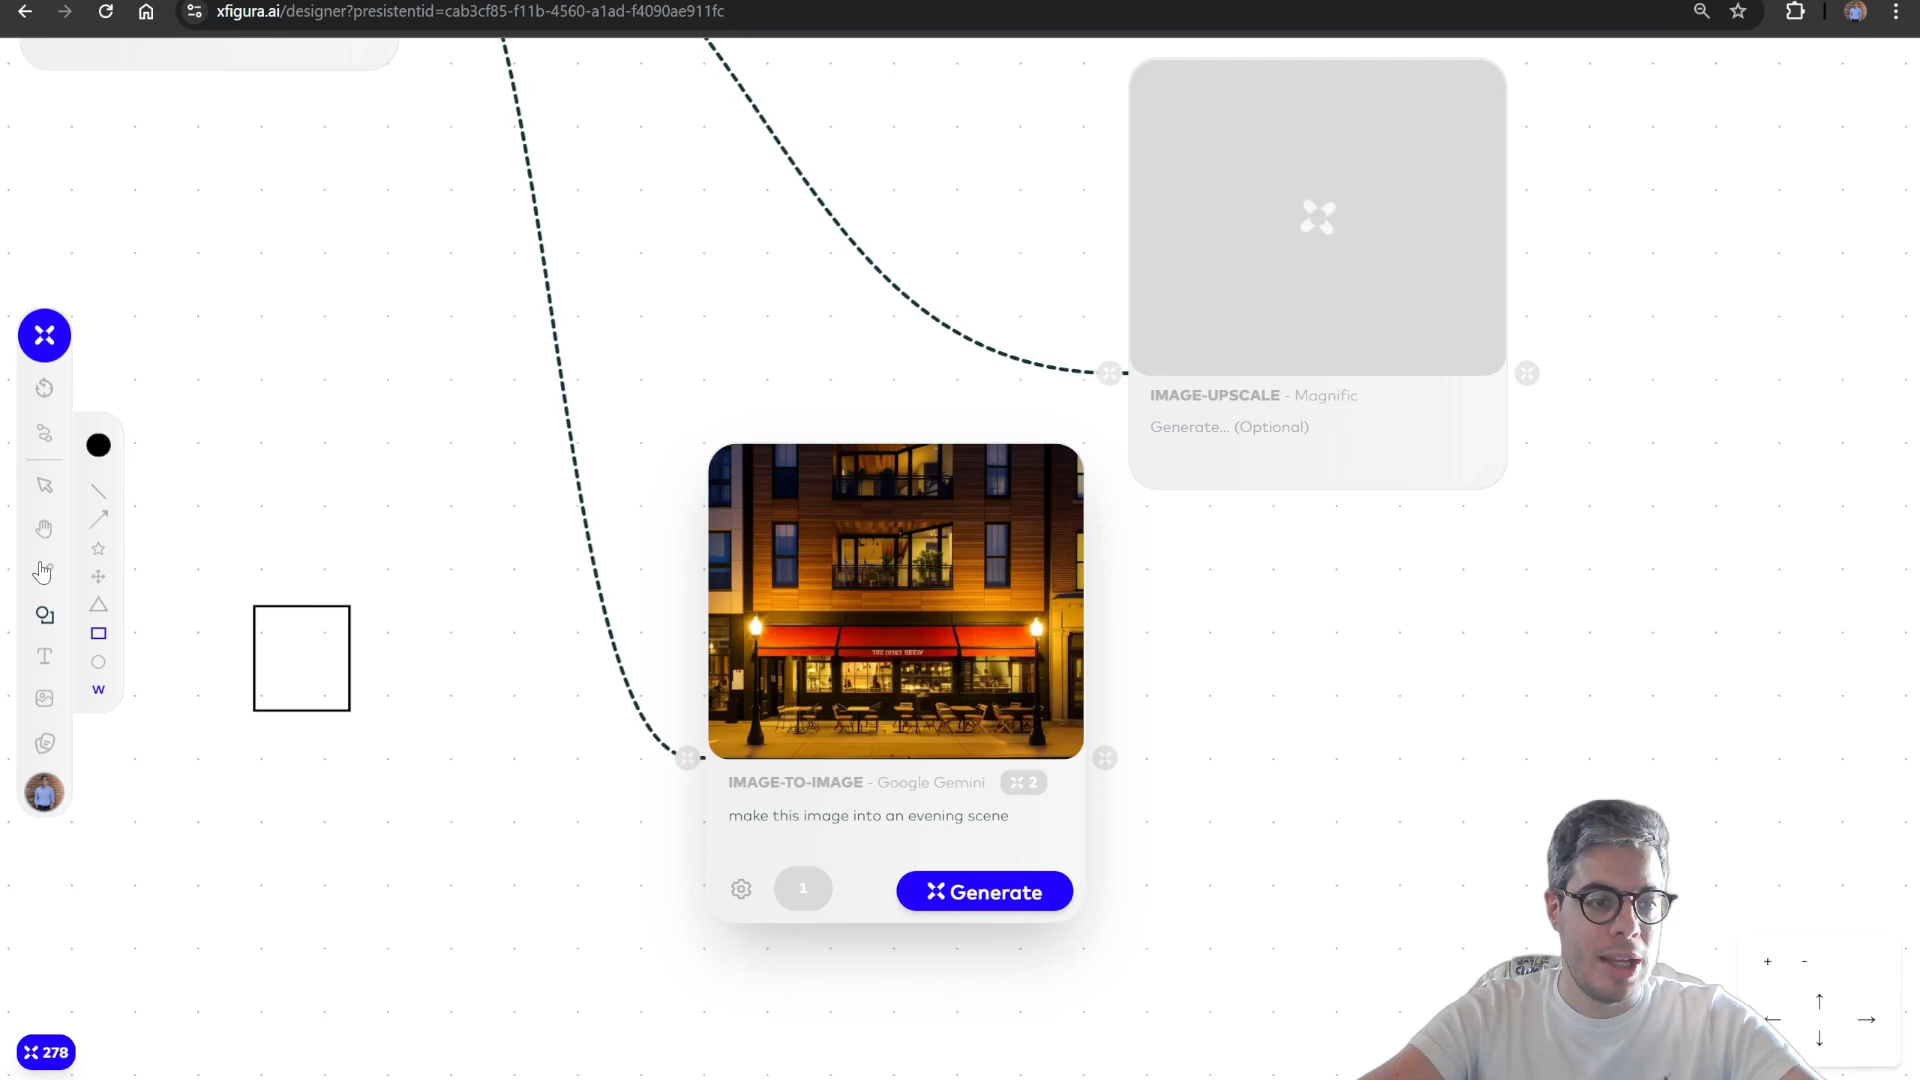 xfigura.ai/designer?presistentid=cab3cf85-f11b-4560-a1ad-f4090ae911fc
IMAGE-UPSCALE - Magnific
Generate... (Optional)
W
T
IMAGE-TO-IMAGE - Google Gemini
2
make this image into an evening scene
1
Generate
278